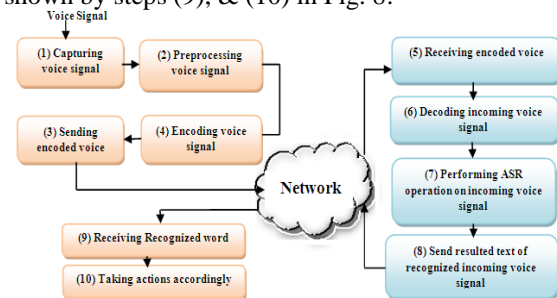 shown by steps (9), & (10) in Fig. 8.
Voice Signal
(1) Capturing
voice signal
(2) Preprocessing
voice signal
(3) Sending
encoded voice
(4) Encoding voice
signal
Network
(9) Receiving Recognized word
(10) Taking actions accordingly
(5) Receiving encoded voice
(6) Decoding incoming voice
signal
(7) Performing ASR
operation on incoming voice
signal
(8) Send resulted text of
recognized incoming voice
signal